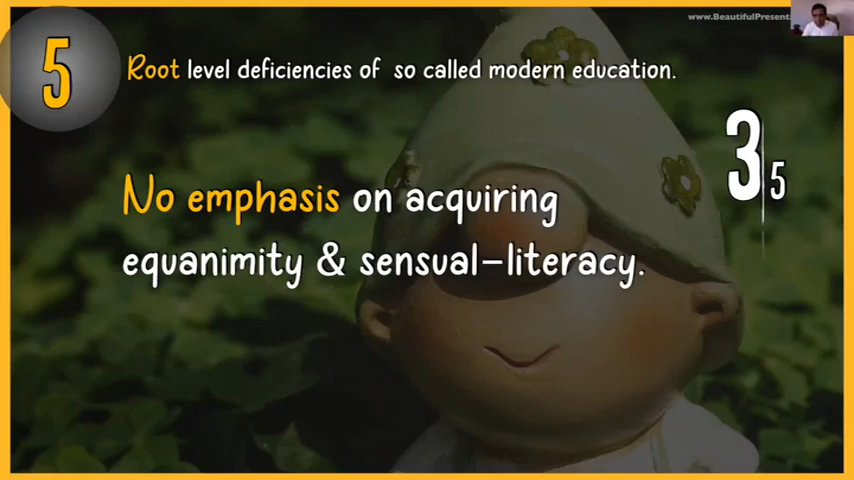 www.BeautifulPresent
5
Root level deficiencies of so called modern education.
3
5
No emphasis on acquiring
equanimity & sensual-literacy.